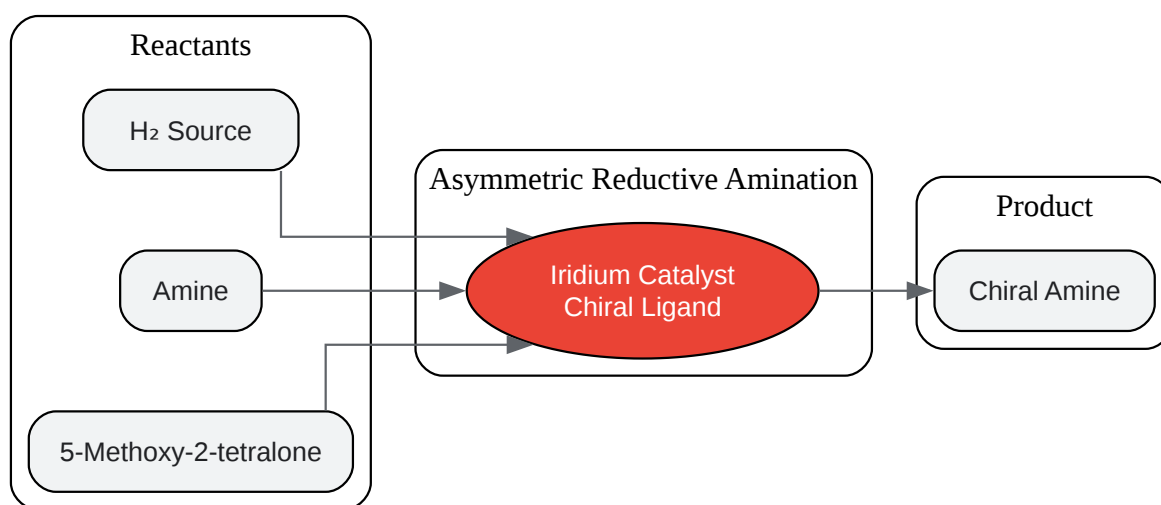 Reactants
H₂ Source
Amine
5-Methoxy-2-tetralone
Asymmetric Reductive Amination
Iridium Catalyst
Chiral Ligand
Product
Chiral Amine